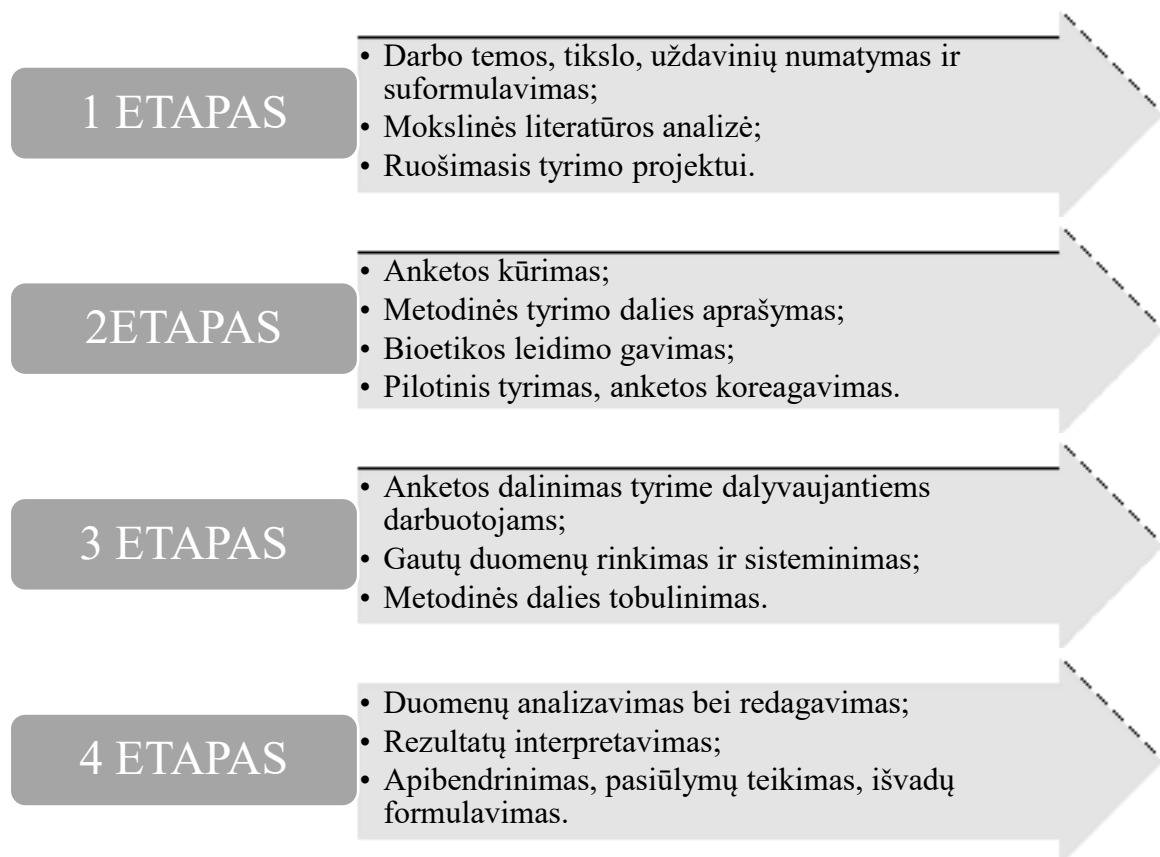 1 ETAPAS
• Darbo temos, tikslo, uždavinių numatymas ir
suformulavimas;
• Mokslinės literatūros analizė;
• Ruošimasis tyrimo projektui.
2ETAPAS
• Anketos kūrimas;
• Metodinės tyrimo dalies aprašymas;
• Bioetikos leidimo gavimas;
• Pilotinis tyrimas, anketos koreagavimas.
3 ETAPAS
• Anketos dalinimas tyrime dalyvaujantiems
darbuotojams;
• Gautų duomenų rinkimas ir sisteminimas;
• Metodinės dalies tobulinimas.
4 ETAPAS
• Duomenų analizavimas bei redagavimas;
• Rezultatų interpretavimas;
• Apibendrinimas, pasiūlymų teikimas, išvadų
formulavimas.